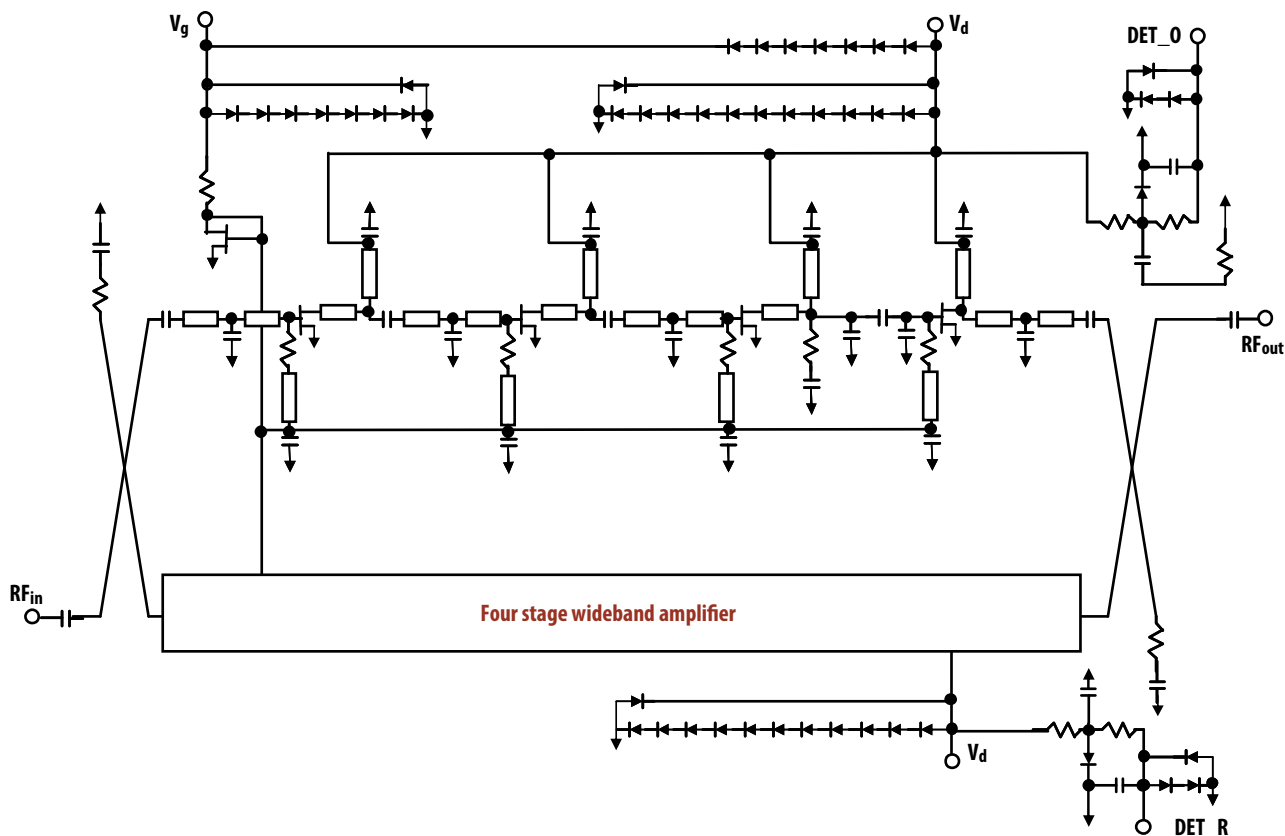 Vg
Vd
DET_O
RFout
RFin
Four stage wideband amplifier
Vd
DET_R